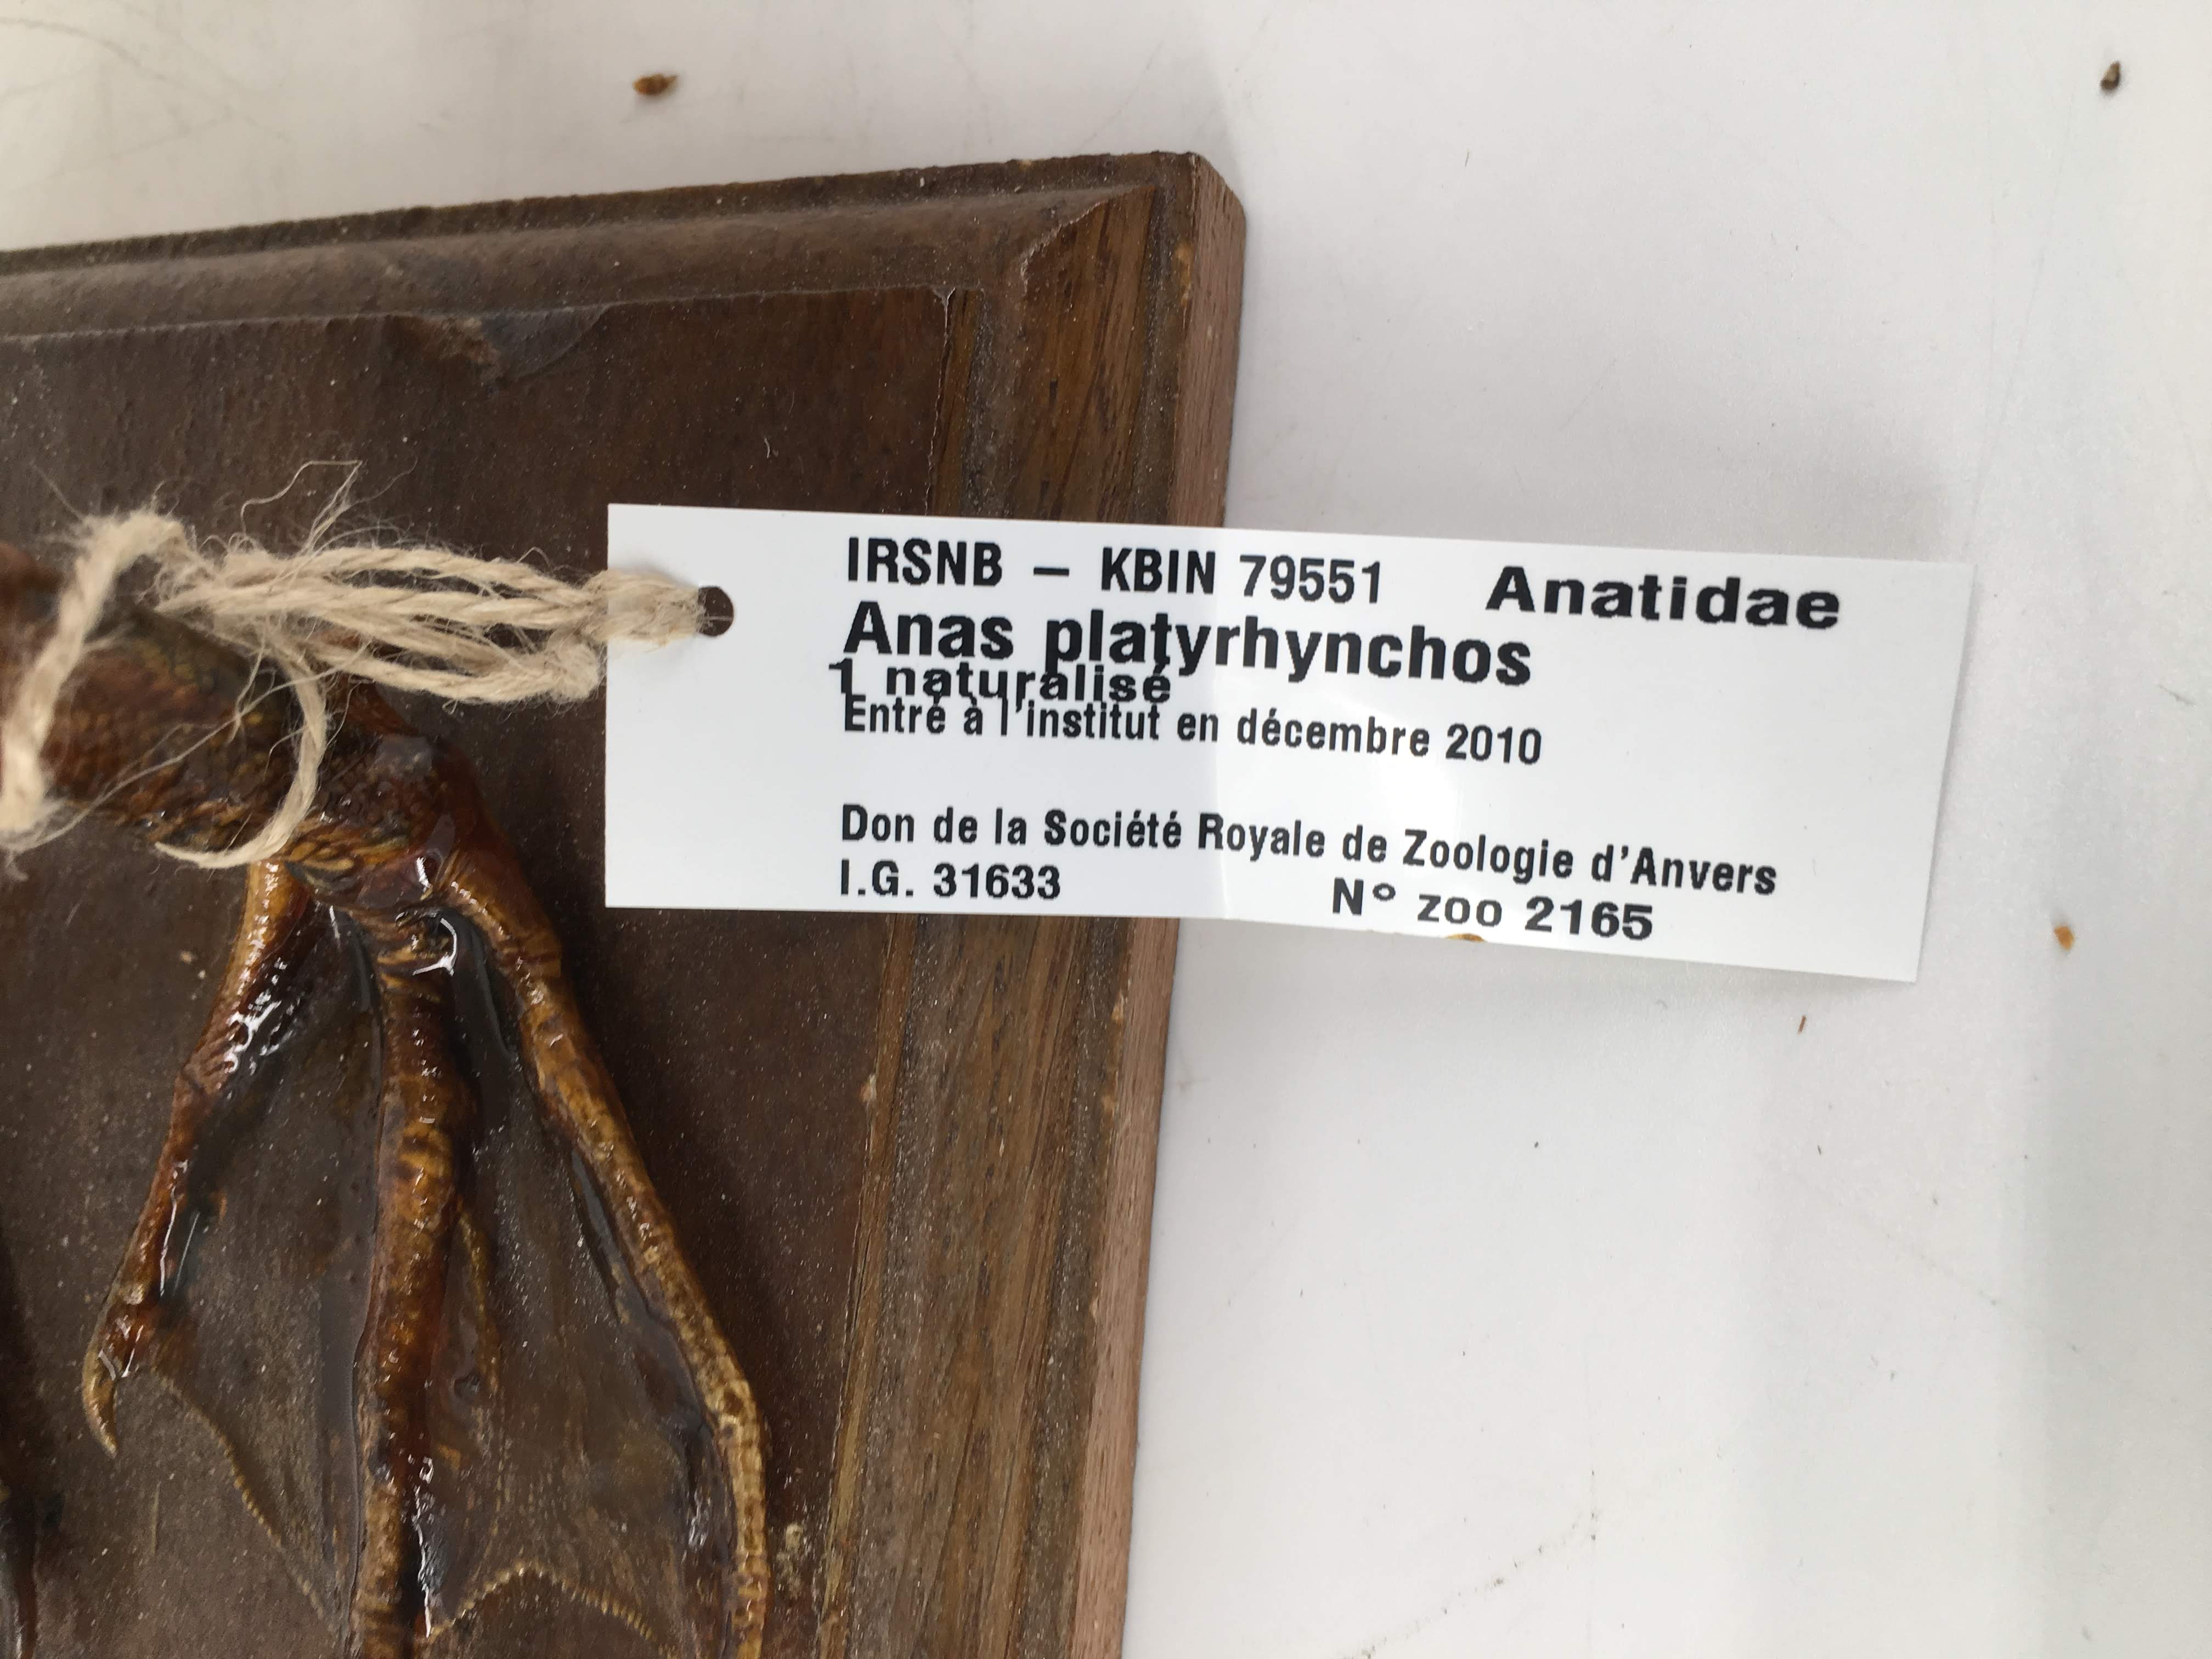 IRSNB – KBIN 79551 Anatidae
Anas platyrhynchos
1 naturalisé
Entré à l'institut en décembre 2010
Don de la Société Royale de Zoologie d'Anvers
I.G. 31633 N° zoo 2165